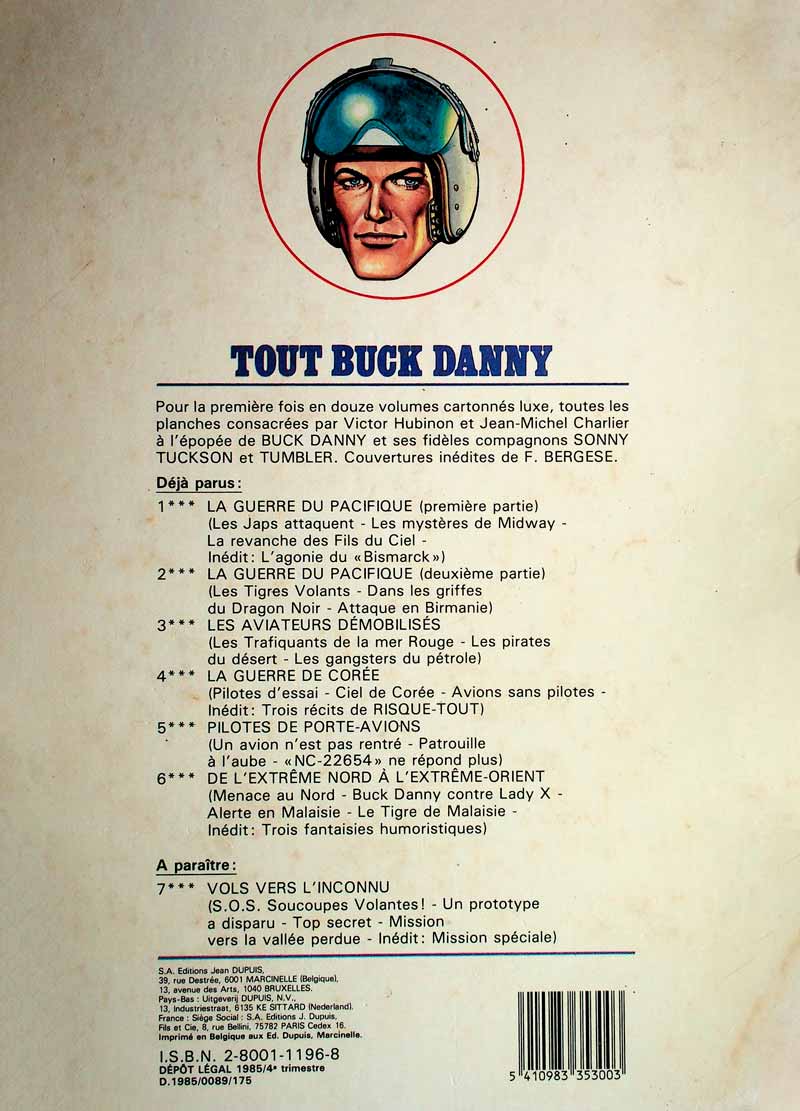 TOUT BUCK DANNY
Pour la première fois en douze volumes cartonnés luxe, toutes les
planches consacrées par Victor Hubinon et Jean-Michel Charlier
à l'épopée de BUCK DANNY et ses fidèles compagnons SONNY
TUCKSON et TUMBLER. Couvertures inédites de F. BERGESE.
Déjà parus :
1*** LA GUERRE DU PACIFIQUE (première partie)
(Les Japs attaquent - Les mystères de Midway -
La revanche des Fils du Ciel -
Inédit : L'agonie du «Bismarck»)
2*** LA GUERRE DU PACIFIQUE (deuxième partie)
(Les Tigres Volants - Dans les griffes
du Dragon Noir - Attaque en Birmanie)
3*** LES AVIATEURS DÉMOBILISÉS
(Les Trafiquants de la mer Rouge - Les pirates
du désert - Les gangsters du pétrole)
4*** LA GUERRE DE CORÉE
(Pilotes d'essai - Ciel de Corée - Avions sans pilotes -
Inédit : Trois récits de RISQUE-TOUT)
5*** PILOTES DE PORTE-AVIONS
(Un avion n'est pas rentré - Patrouille
à l'aube - «NC-22654» ne répond plus)
6*** DE L'EXTRÊME NORD À L'EXTRÊME-ORIENT
(Menace au Nord - Buck Danny contre Lady X -
Alerte en Malaisie - Le Tigre de Malaisie -
Inédit : Trois fantaisies humoristiques)
A paraître :
7*** VOLS VERS L'INCONNU
(S.O.S. Soucoupes Volantes! - Un prototype
a disparu - Top secret - Mission
vers la vallée perdue - Inédit : Mission spéciale)
S.A. Editions Jean DUPUIS,
39, rue Destrée, 6001 MARCINELLE (Belgique),
13, avenue des Arts, 1040 BRUXELLES.
Pays-Bas : Uitgeverij DUPUIS, N.V.,
13, Industriestraat, 6135 KE SITTARD (Nederland).
France : Siège Social : S.A. Editions J. Dupuis,
Fils et Cie, 8, rue Bellini, 75782 PARIS Cedex 16.
Imprimé en Belgique aux Ed. Dupuis, Marcinelle.
I.S.B.N. 2-8001-1196-8
DÉPÔT LÉGAL 1985/4e trimestre
D.1985/0089/175
5 410983 353003